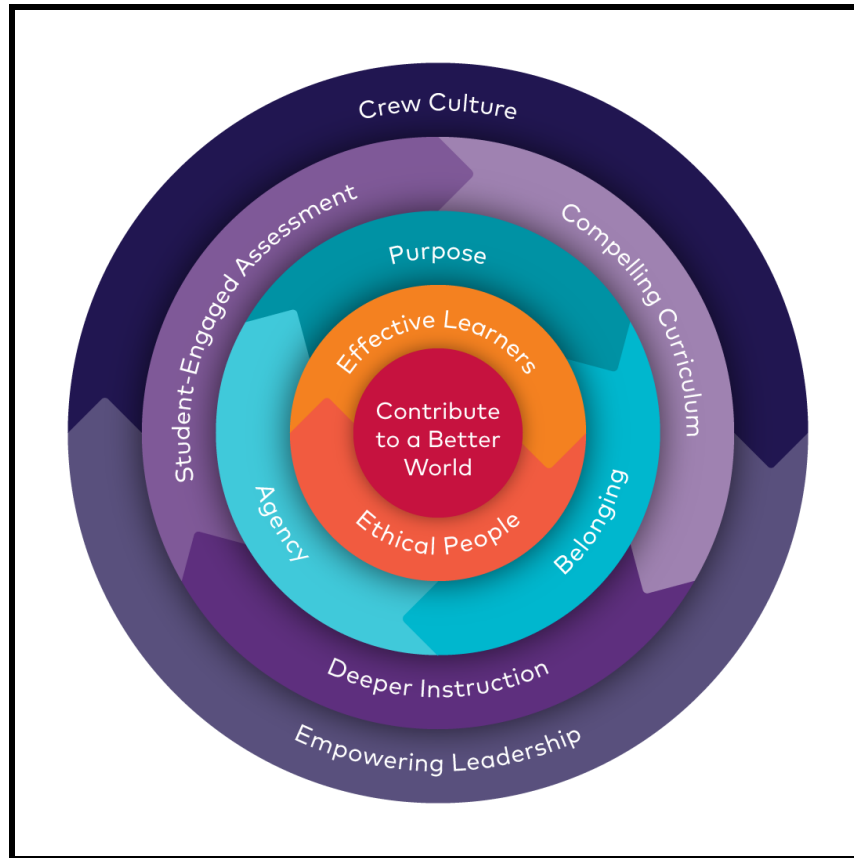 Crew Culture
Student-Engaged Assessment
Compelling Curriculum
Purpose
Effective Learners
Contribute
to a Better
World
Ethical People
Agency
Belonging
Deeper Instruction
Empowering Leadership